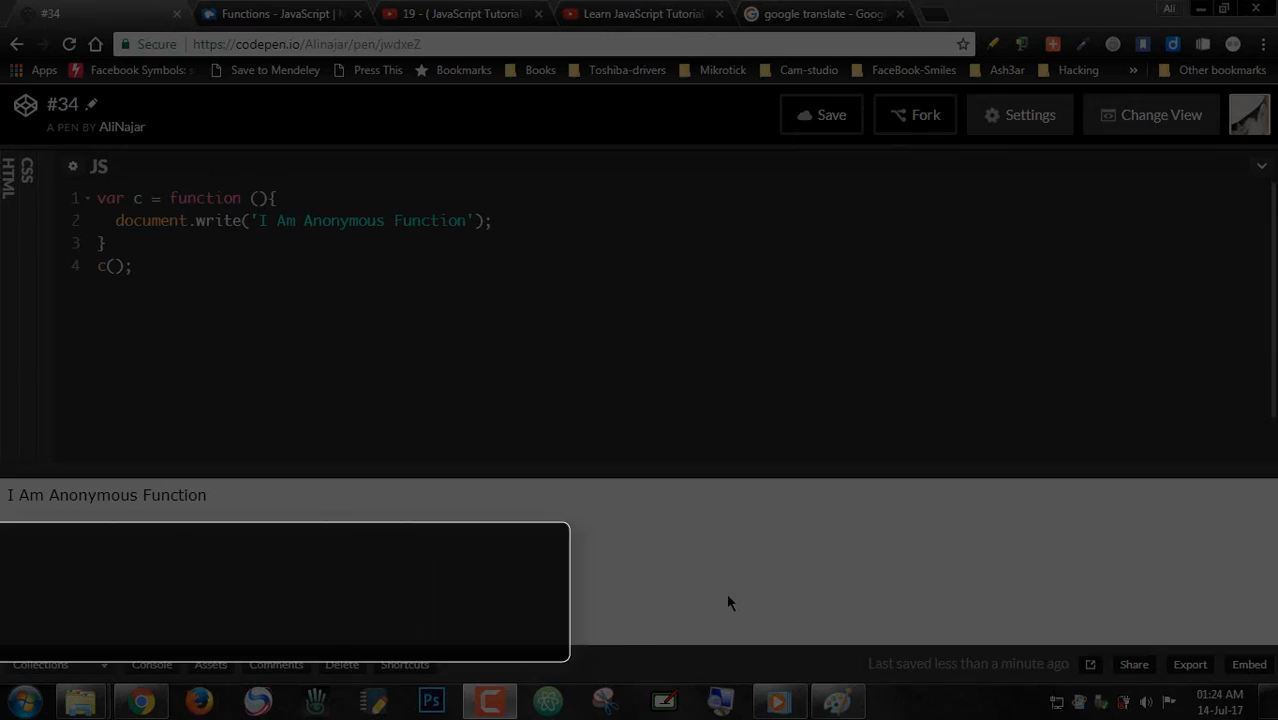 #34
Functions - JavaScript | M
19 - ( JavaScript Tutorial
Learn JavaScript Tutorial
google translate - Goog
Ali
Secure
https://codepen.io/Alinajar/pen/jwdxeZ
Apps
Facebook Symbols: s
Save to Mendeley
Press This
Bookmarks
Books
Toshiba-drivers
Mikrotick
Cam-studio
FaceBook-Smiles
Ash3ar
Hacking
»
Other bookmarks
#34
A PEN BY AliNajar
Save
Fork
Settings
Change View
HTML
CSS
JS
1 var c = function (){
2 document.write('I Am Anonymous Function');
3 }
4 c();
I Am Anonymous Function
Collections
Console
Assets
Comments
Delete
Shortcuts
Last saved less than a minute ago
Share
Export
Embed
Ps
01:24 AM
14-Jul-17